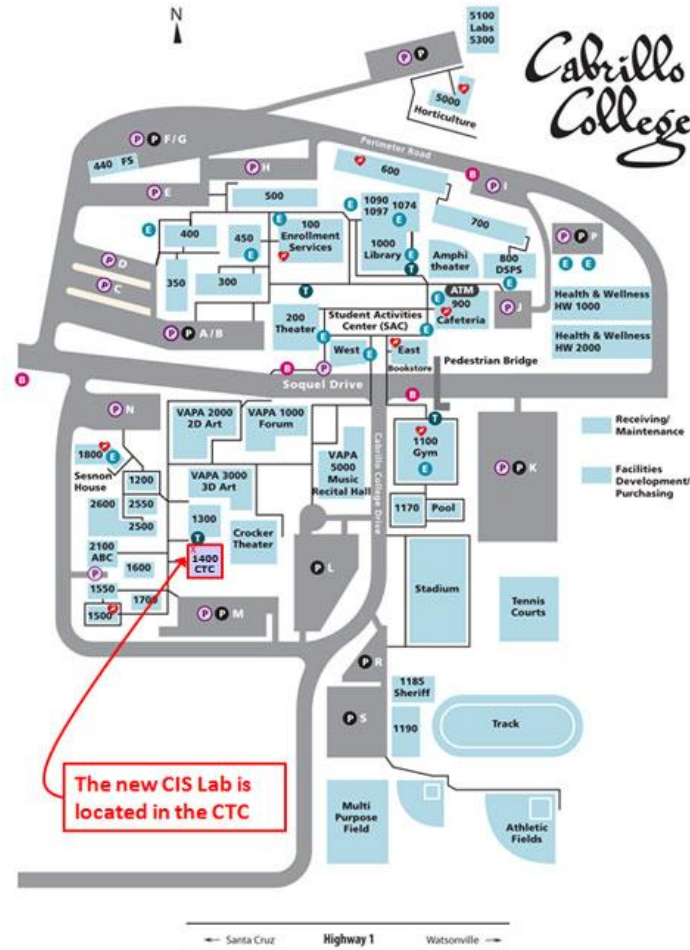 N
5100
Labs
5300
Cabrillo
College
P P
5000
Horticulture
P P F/G
440 FS
P H
Perimeter Road
B
P I
P E
600
500
1090 1074
1097
E
700
E
400
450
E
100
Enrollment
Services
E
1000
Library
E
Amphi
theater
800
DSPS
E
P P P
E E
P D
P C
350
300
T
T
ATM
E 900
Cafeteria
P J
Health & Wellness
HW 1000
Health & Wellness
HW 2000
P P A/B
200
Theater
E
Student Activities
Center (SAC)
E
West
E
East
Bookstore
Pedestrian Bridge
B
B
P
Soquel Drive
B
P N
VAPA 2000
2D Art
VAPA 1000
Forum
T
1100
Gym
E
Receiving/
Maintenance
1800
E
Sesnon
House
VAPA
5000
Music
Recital Hall
Cabrillo College Drive
P P K
Facilities
Development/
Purchasing
1200
VAPA 3000
3D Art
2600
2550
2500
1300
1170
Pool
Crocker
Theater
T
2100
ABC
X
1400
CTC
1600
P
P L
1550
1500
1700
P P M
Stadium
Tennis
Courts
P R
1185
Sheriff
P S
1190
Track
The new CIS Lab is
located in the CTC
Multi
Purpose
Field
Athletic
Fields
← Santa Cruz Highway 1 Watsonville →